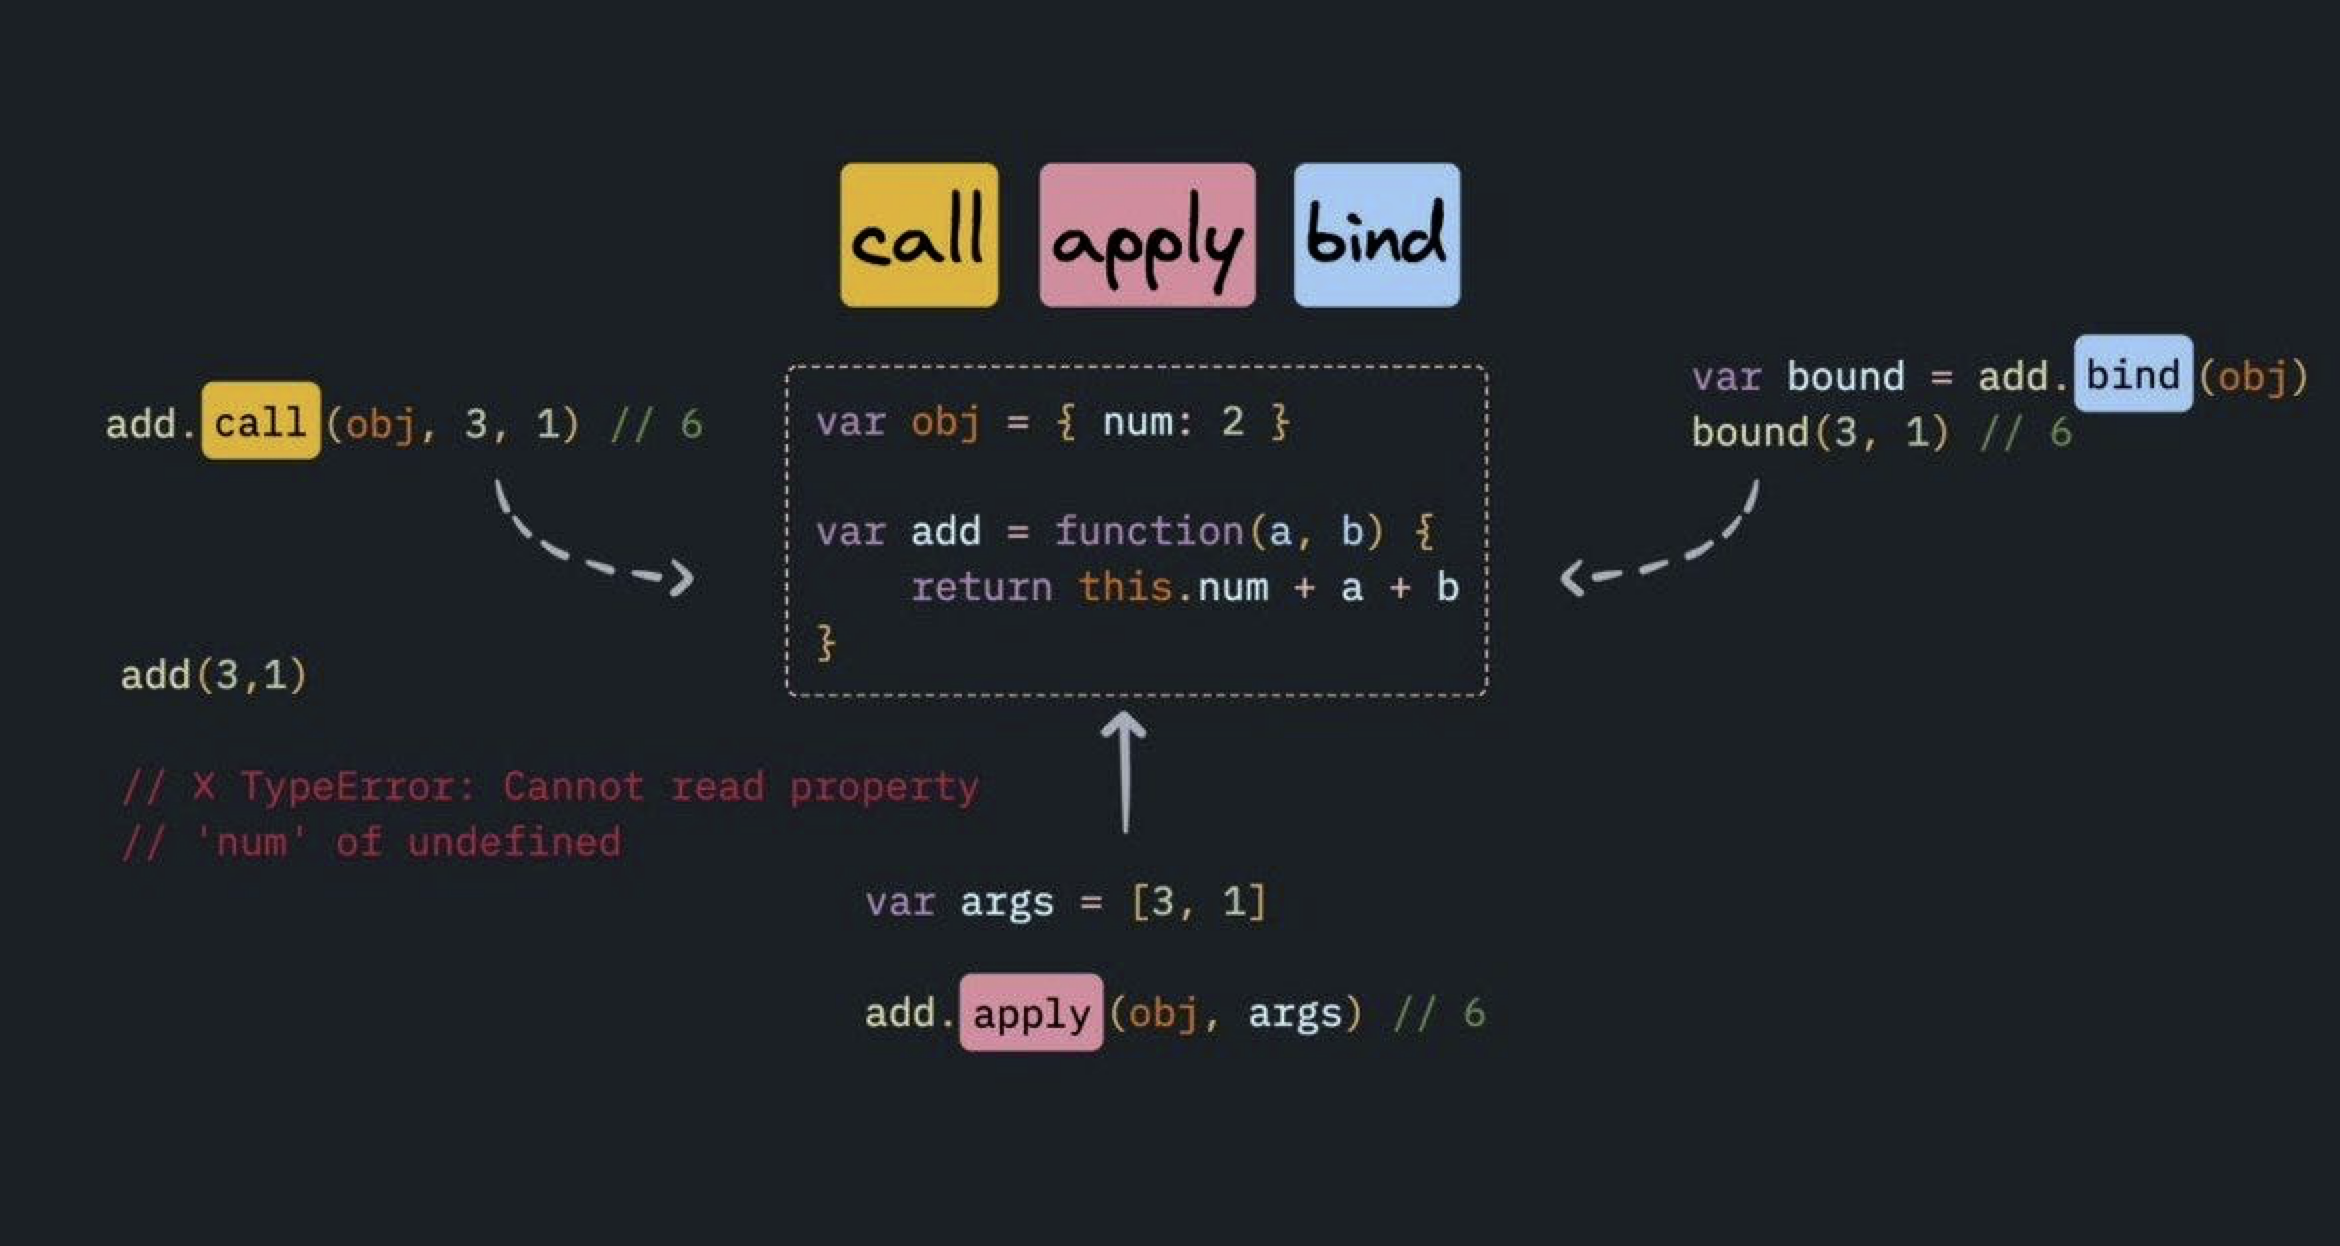 call apply bind
add.call(obj, 3, 1) // 6
var obj = { num: 2 }
var add = function(a, b) {
    return this.num + a + b
}
var bound = add.bind(obj)
bound(3, 1) // 6
add(3,1)
// X TypeError: Cannot read property
// 'num' of undefined
var args = [3, 1]
add.apply(obj, args) // 6